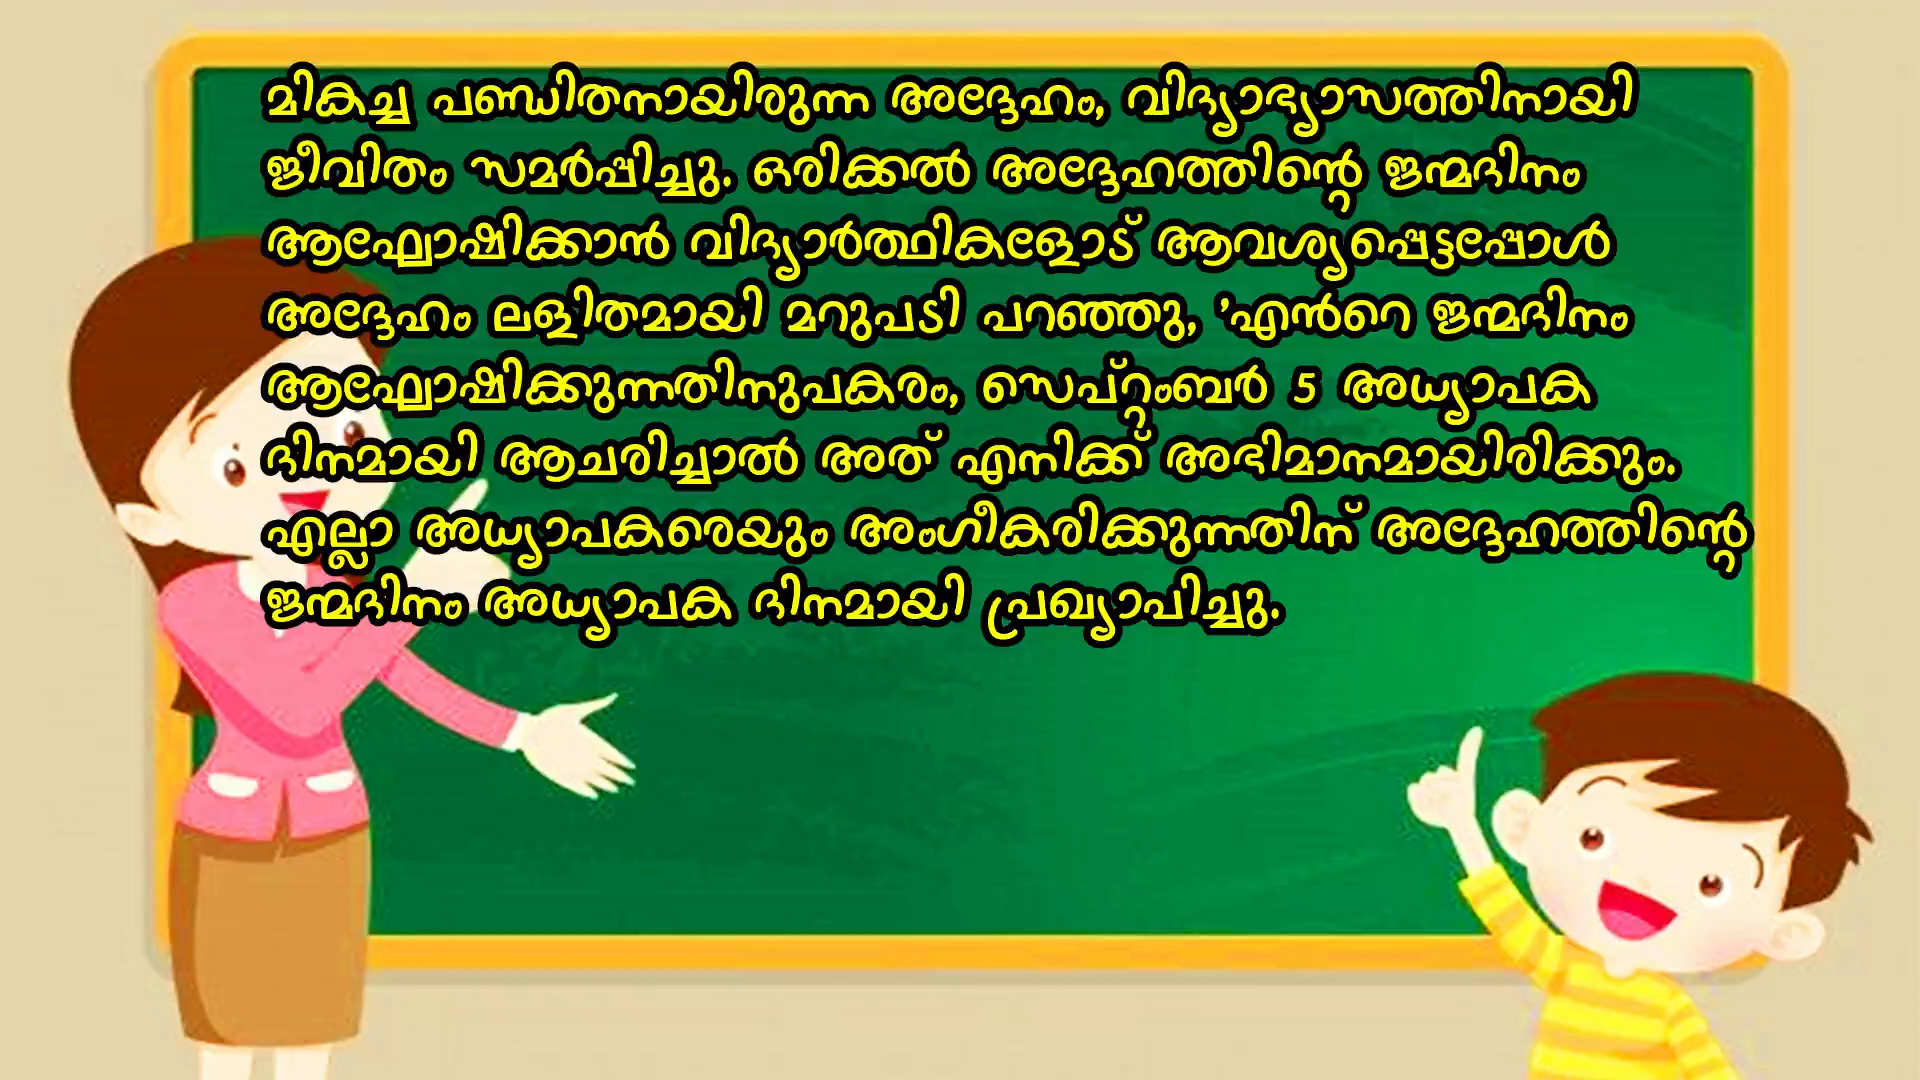 മികച്ച പണ്ഡിതനായിരുന്ന അദ്ദേഹം, വിദ്യാഭ്യാസത്തിനായി
ജീവിതം സമർപ്പിച്ചു. ഒരിക്കൽ അദ്ദേഹത്തിന്റെ ജന്മദിനം
ആഘോഷിക്കാൻ വിദ്യാർത്ഥികളോട് ആവശ്യപ്പെട്ടപ്പോൾ
അദ്ദേഹം ലളിതമായി മറുപടി പറഞ്ഞു, 'എൻറെ ജന്മദിനം
ആഘോഷിക്കുന്നതിനുപകരം, സെപ്റ്റംബർ 5 അധ്യാപക
ദിനമായി ആചരിച്ചാൽ അത് എനിക്ക് അഭിമാനമായിരിക്കും.
എല്ലാ അധ്യാപകരെയും അംഗീകരിക്കുന്നതിന് അദ്ദേഹത്തിന്റെ
ജന്മദിനം അധ്യാപക ദിനമായി പ്രഖ്യാപിച്ചു.